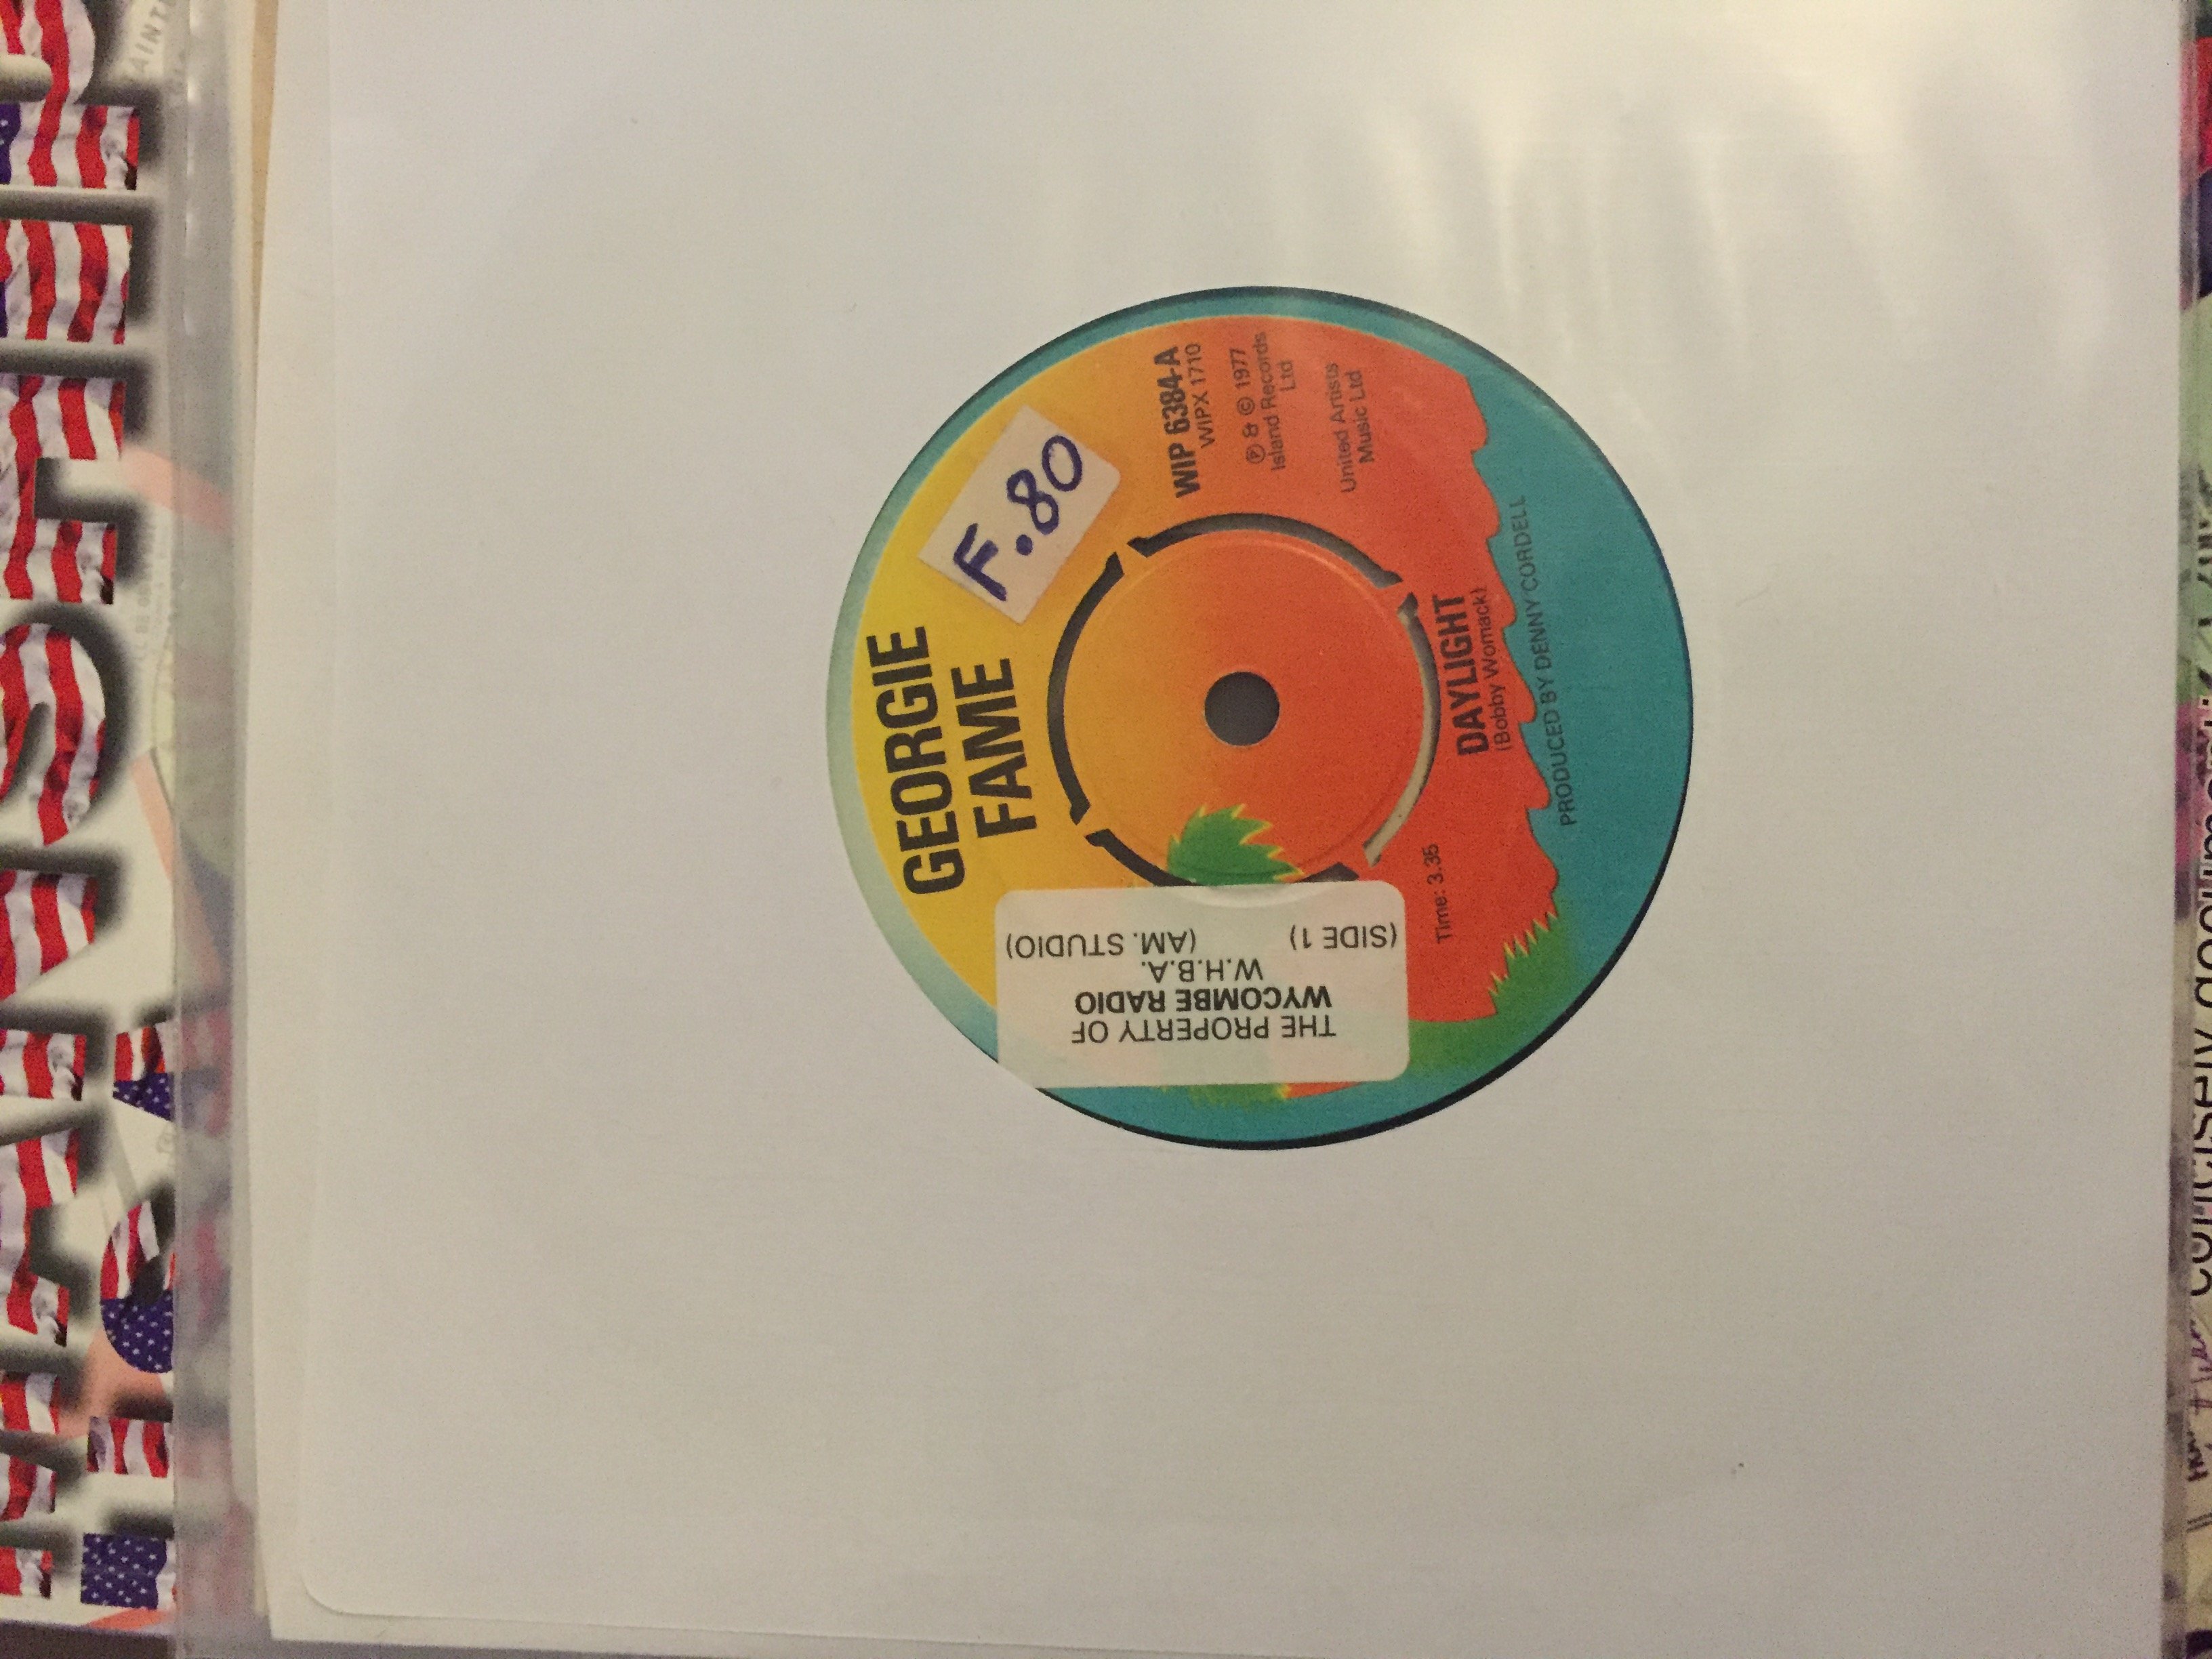 GEORGIE
FAME
F.80
WIP 6384-A
WIPX 1710
℗ & © 1977
Island Records
Ltd
United Artists
Music Ltd
THE PROPERTY OF
WYCOMBE RADIO
W.H.B.A.
(SIDE 1) (AM. STUDIO)
Time: 3.35
DAYLIGHT
(Bobby Womack)
PRODUCED BY DENNY CORDELL